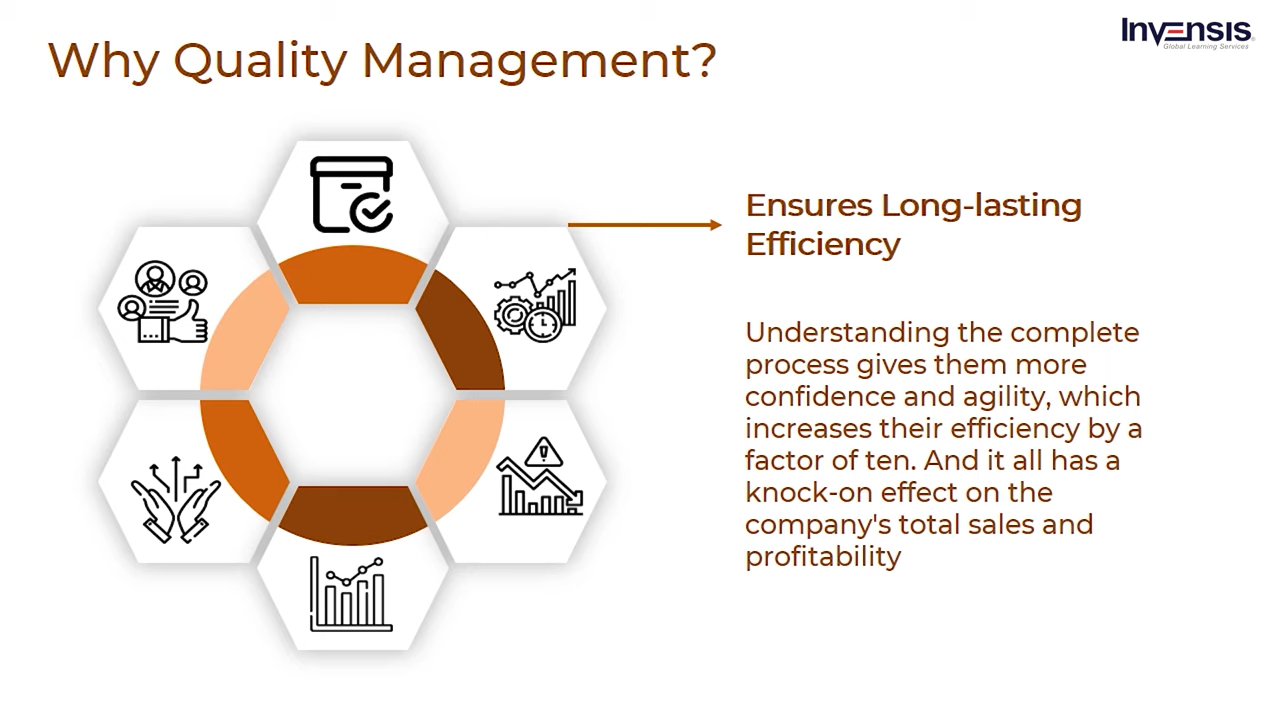 Why Quality Management?
Invensis
Global Learning Services
Ensures Long-lasting
Efficiency
Understanding the complete
process gives them more
confidence and agility, which
increases their efficiency by a
factor of ten. And it all has a
knock-on effect on the
company's total sales and
profitability